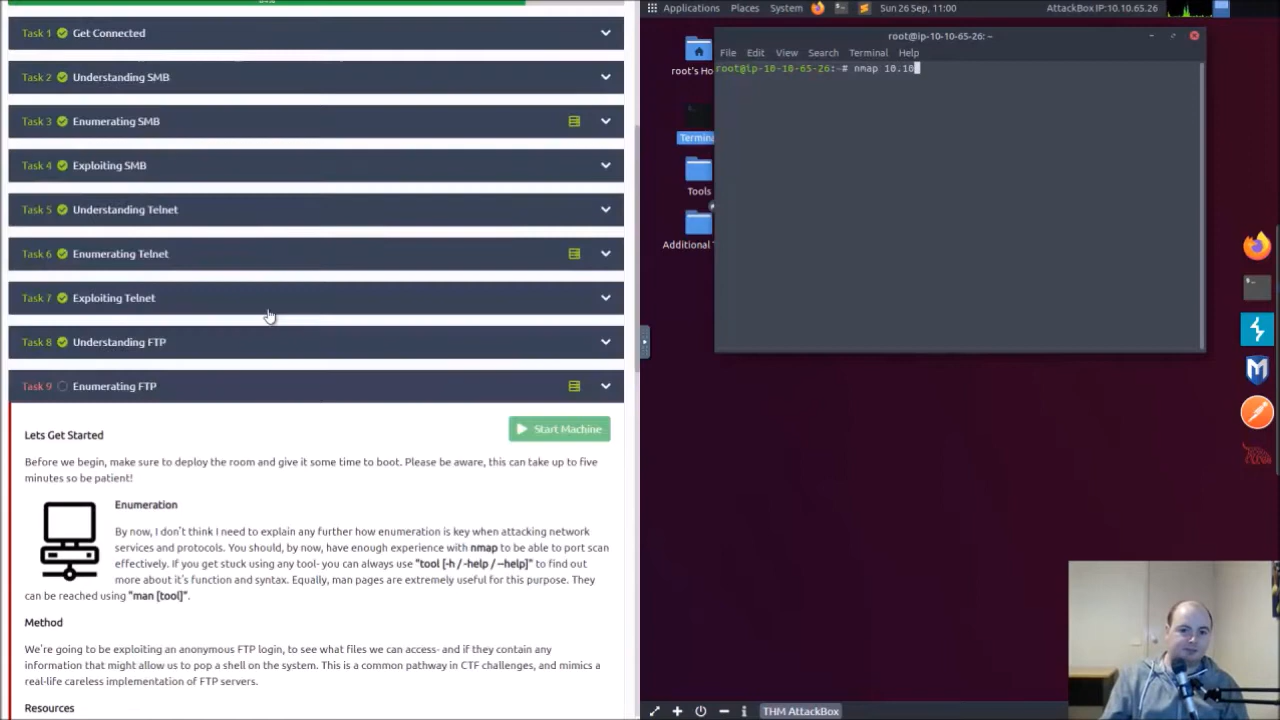 Task 1 Get Connected
Task 2 Understanding SMB
Task 3 Enumerating SMB
Task 4 Exploiting SMB
Task 5 Understanding Telnet
Task 6 Enumerating Telnet
Task 7 Exploiting Telnet
Task 8 Understanding FTP
Task 9 Enumerating FTP
Start Machine
Lets Get Started
Before we begin, make sure to deploy the room and give it some time to boot. Please be aware, this can take up to five
minutes so be patient!
Enumeration
By now, I don't think I need to explain any further how enumeration is key when attacking network
services and protocols. You should, by now, have enough experience with nmap to be able to port scan
effectively. If you get stuck using any tool- you can always use "tool [-h / -help / --help]" to find out
more about it's function and syntax. Equally, man pages are extremely useful for this purpose. They
can be reached using "man [tool]".
Method
We're going to be exploiting an anonymous FTP login, to see what files we can access- and if they contain any
information that might allow us to pop a shell on the system. This is a common pathway in CTF challenges, and mimics a
real-life careless implementation of FTP servers.
Resources
Applications Places System Sun 26 Sep, 11:00 AttackBox IP:10.10.65.26
root@ip-10-10-65-26: ~
File Edit View Search Terminal Help
root@ip-10-10-65-26:~# nmap 10.10
root's Ho
Termina
Tools
Additional T
THM AttackBox